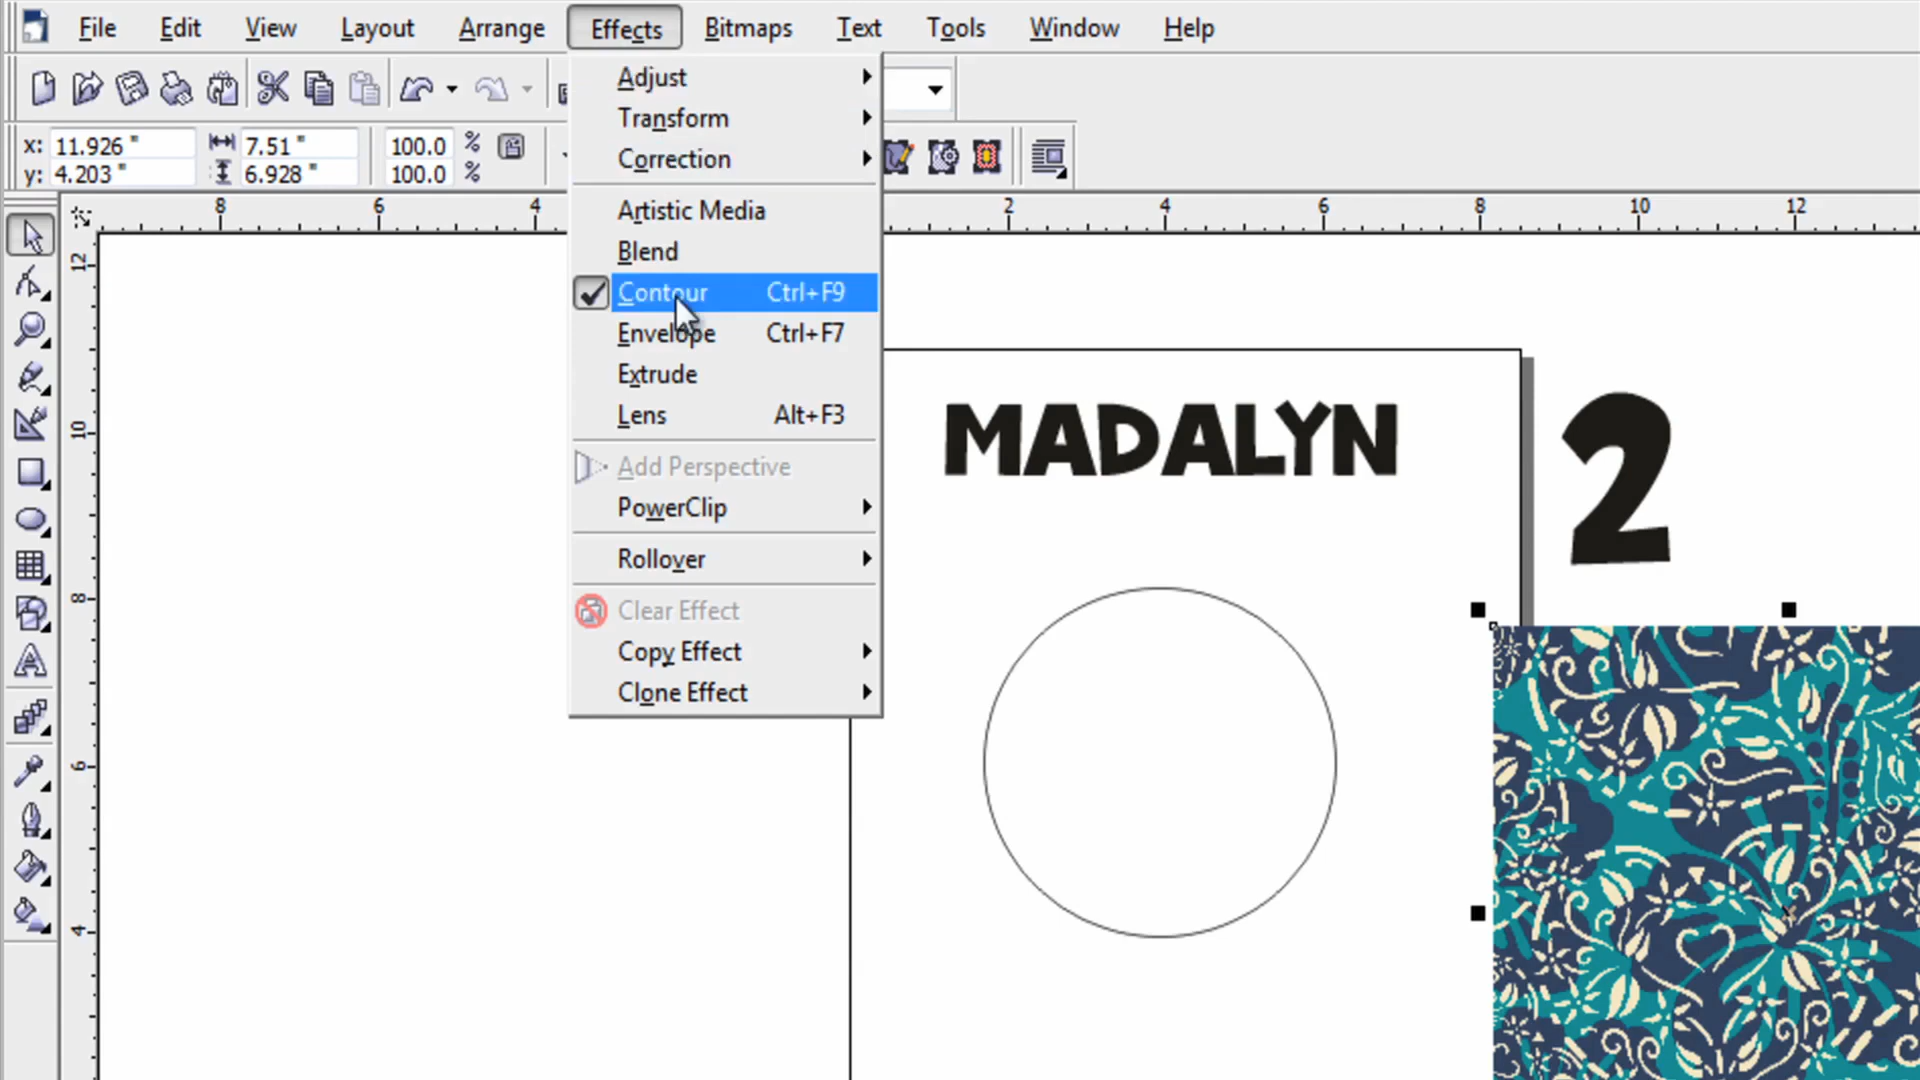 File Edit View Layout Arrange Effects Bitmaps Text Tools Window Help
Adjust
Transform
Correction
Artistic Media
Blend
Contour Ctrl+F9
Envelope Ctrl+F7
Extrude
Lens Alt+F3
Add Perspective
PowerClip
Rollover
Clear Effect
Copy Effect
Clone Effect
x: 11.926 " 7.51 " 100.0 %
y: 4.203 " 6.928 " 100.0 %
8 6 4 2 4 6 8 10 12
12
10
8
6
4
MADALYN
2